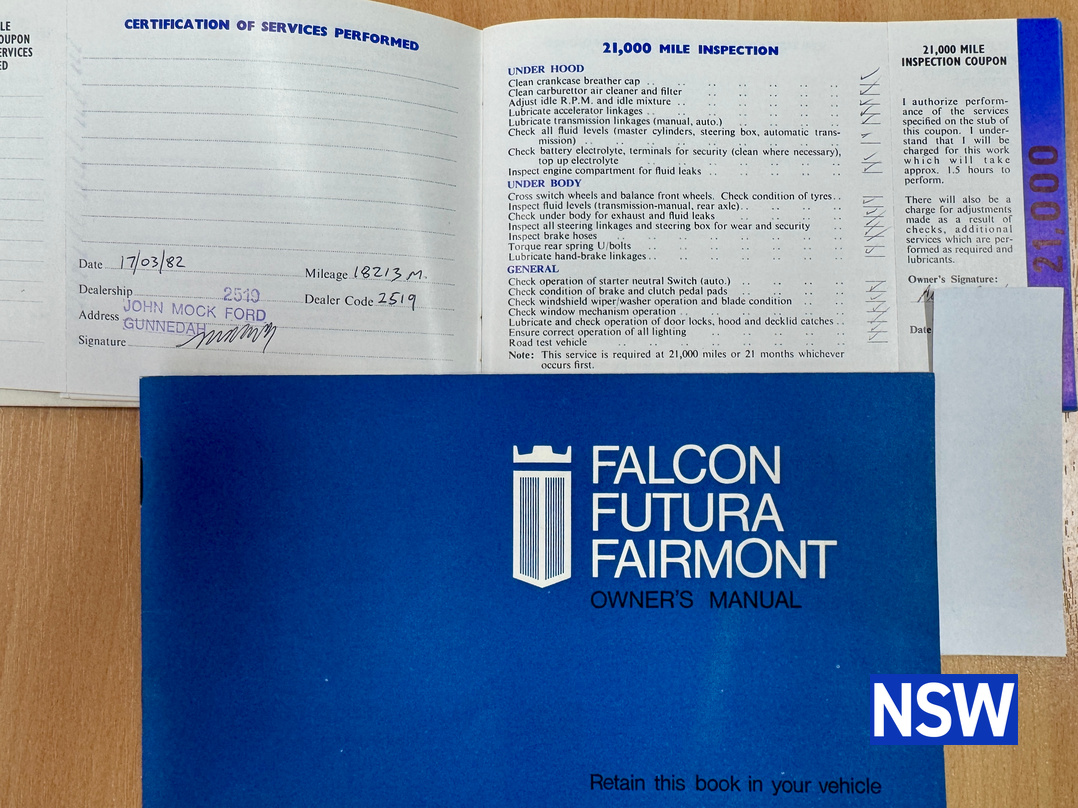 LE
OUPON
ERVICES
ED
CERTIFICATION OF SERVICES PERFORMED
Date 17/03/82
Mileage 18213 M.
Dealership 2519
Dealer Code 2519
JOHN MOCK FORD
Address GUNNEDAH
Signature
21,000 MILE INSPECTION
UNDER HOOD
Clean crankcase breather cap
Clean carburettor air cleaner and filter
Adjust idle R.P.M. and idle mixture
Lubricate accelerator linkages
Lubricate transmission linkages (manual, auto.)
Check all fluid levels (master cylinders, steering box, automatic trans-
mission)
Check battery electrolyte, terminals for security (clean where necessary),
top up electrolyte
Inspect engine compartment for fluid leaks
UNDER BODY
Cross switch wheels and balance front wheels. Check condition of tyres
Inspect fluid levels (transmission-manual, rear axle)
Check under body for exhaust and fluid leaks
Inspect all steering linkages and steering box for wear and security
Inspect brake hoses
Torque rear spring U/bolts
Lubricate hand-brake linkages
GENERAL
Check operation of starter neutral Switch (auto.)
Check condition of brake and clutch pedal pads
Check windshield wiper/washer operation and blade condition
Check window mechanism operation
Lubricate and check operation of door locks, hood and decklid catches
Ensure correct operation of all lighting
Road test vehicle
Note: This service is required at 21,000 miles or 21 months whichever
occurs first.
21,000 MILE
INSPECTION COUPON
I authorize perform-
ance of the services
specified on the stub of
this coupon. I under-
stand that I will be
charged for this work
which will take
approx. 1.5 hours to
perform.
There will also be a
charge for adjustments
made as a result of
checks, additional
services which are per-
formed as required and
lubricants.
Owner's Signature:
Date
21.000
FALCON
FUTURA
FAIRMONT
OWNER'S MANUAL
NSW
Retain this book in your vehicle